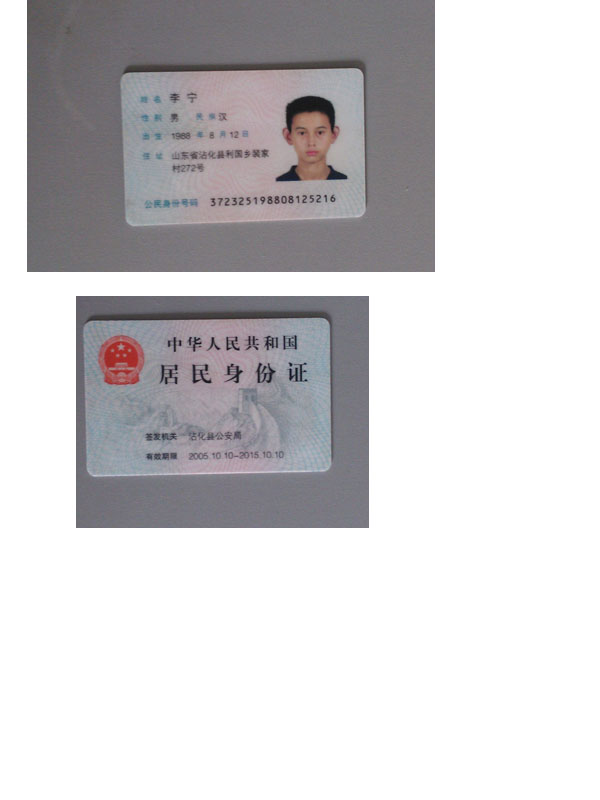 姓名 李宁
性别 男 民族 汉
出生 1988 年 8 月 12 日
住址 山东省沾化县利国乡裴家
村272号
公民身份号码 372325198808125216
中华人民共和国
居民身份证
签发机关 沾化县公安局
有效期限 2005.10.10-2015.10.10